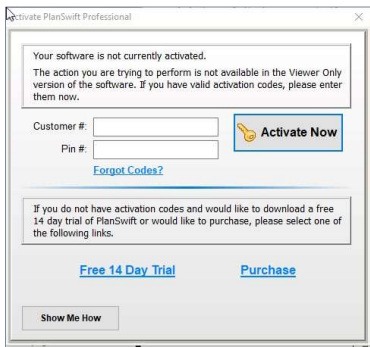 Activate PlanSwift Professional
Your software is not currently activated.
The action you are trying to perform is not available in the Viewer Only
version of the software. If you have valid activation codes, please enter
them now.
Customer #:
Activate Now
Pin #:
Forgot Codes?
If you do not have activation codes and would like to download a free
14 day trial of PlanSwift or would like to purchase, please select one of
the following links.
Free 14 Day Trial
Purchase
Show Me How